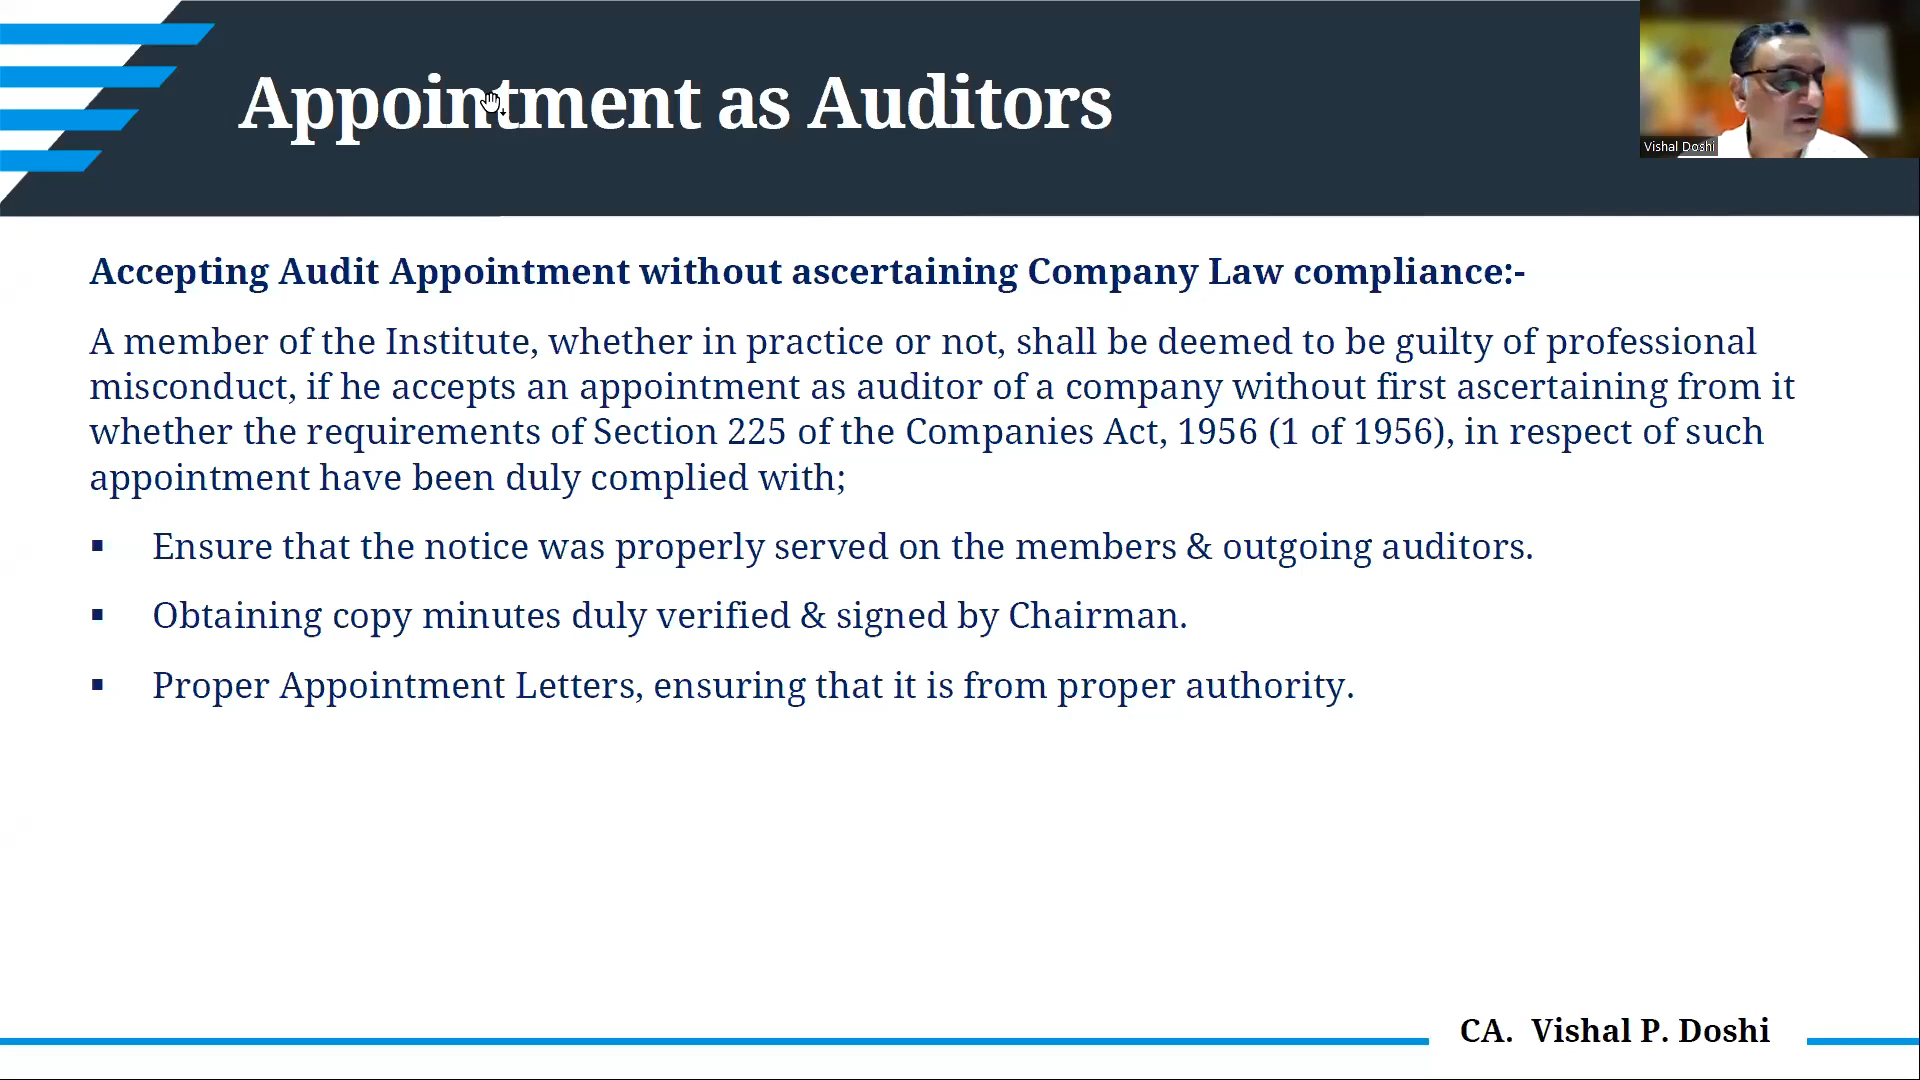 Appointment as Auditors
Vishal Doshi
Accepting Audit Appointment without ascertaining Company Law compliance:-
A member of the Institute, whether in practice or not, shall be deemed to be guilty of professional
misconduct, if he accepts an appointment as auditor of a company without first ascertaining from it
whether the requirements of Section 225 of the Companies Act, 1956 (1 of 1956), in respect of such
appointment have been duly complied with;
▪ Ensure that the notice was properly served on the members & outgoing auditors.
▪ Obtaining copy minutes duly verified & signed by Chairman.
▪ Proper Appointment Letters, ensuring that it is from proper authority.
CA. Vishal P. Doshi